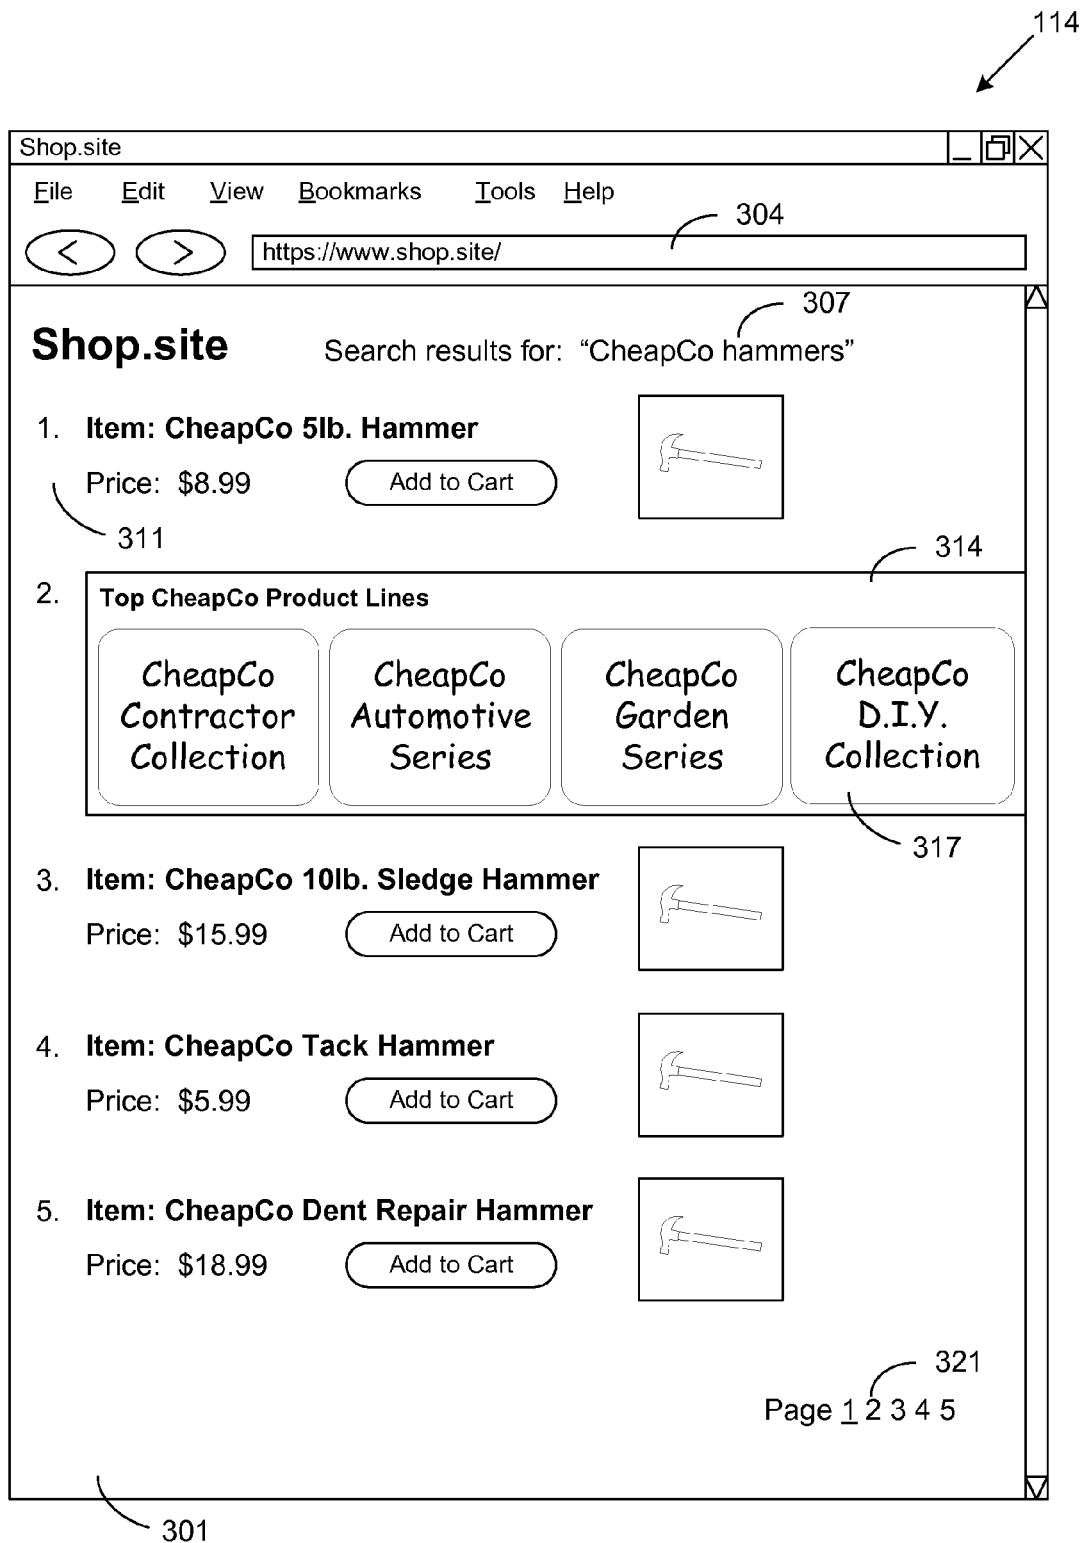 114
Shop.site
File Edit View Bookmarks Tools Help
304
< > https://www.shop.site/
307
Shop.site Search results for: “CheapCo hammers”
1. Item: CheapCo 5lb. Hammer
Price: $8.99 Add to Cart
311
314
2. Top CheapCo Product Lines
CheapCo Contractor Collection
CheapCo Automotive Series
CheapCo Garden Series
CheapCo D.I.Y. Collection
317
3. Item: CheapCo 10lb. Sledge Hammer
Price: $15.99 Add to Cart
4. Item: CheapCo Tack Hammer
Price: $5.99 Add to Cart
5. Item: CheapCo Dent Repair Hammer
Price: $18.99 Add to Cart
321
Page 1 2 3 4 5
301